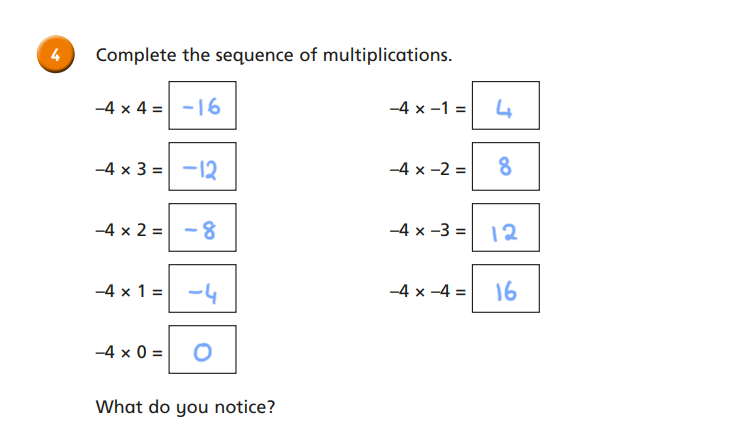 4 Complete the sequence of multiplications.
–4 × 4 = -16
–4 × 3 = -12
–4 × 2 = -8
–4 × 1 = -4
–4 × 0 = 0
–4 × –1 = 4
–4 × –2 = 8
–4 × –3 = 12
–4 × –4 = 16
What do you notice?